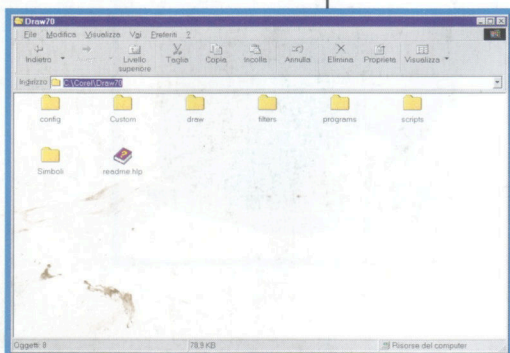 Draw70
File Modifica Visualizza Vai Preferiti ?
Indietro Livello superiore Taglia Copia Incolla Annulla Elimina Proprietà Visualizza
Indirizzo C:\Corel\Draw70
config Custom draw filters programs scripts
Simboli readme.hlp
Oggetti: 8 78,9 KB Risorse del computer